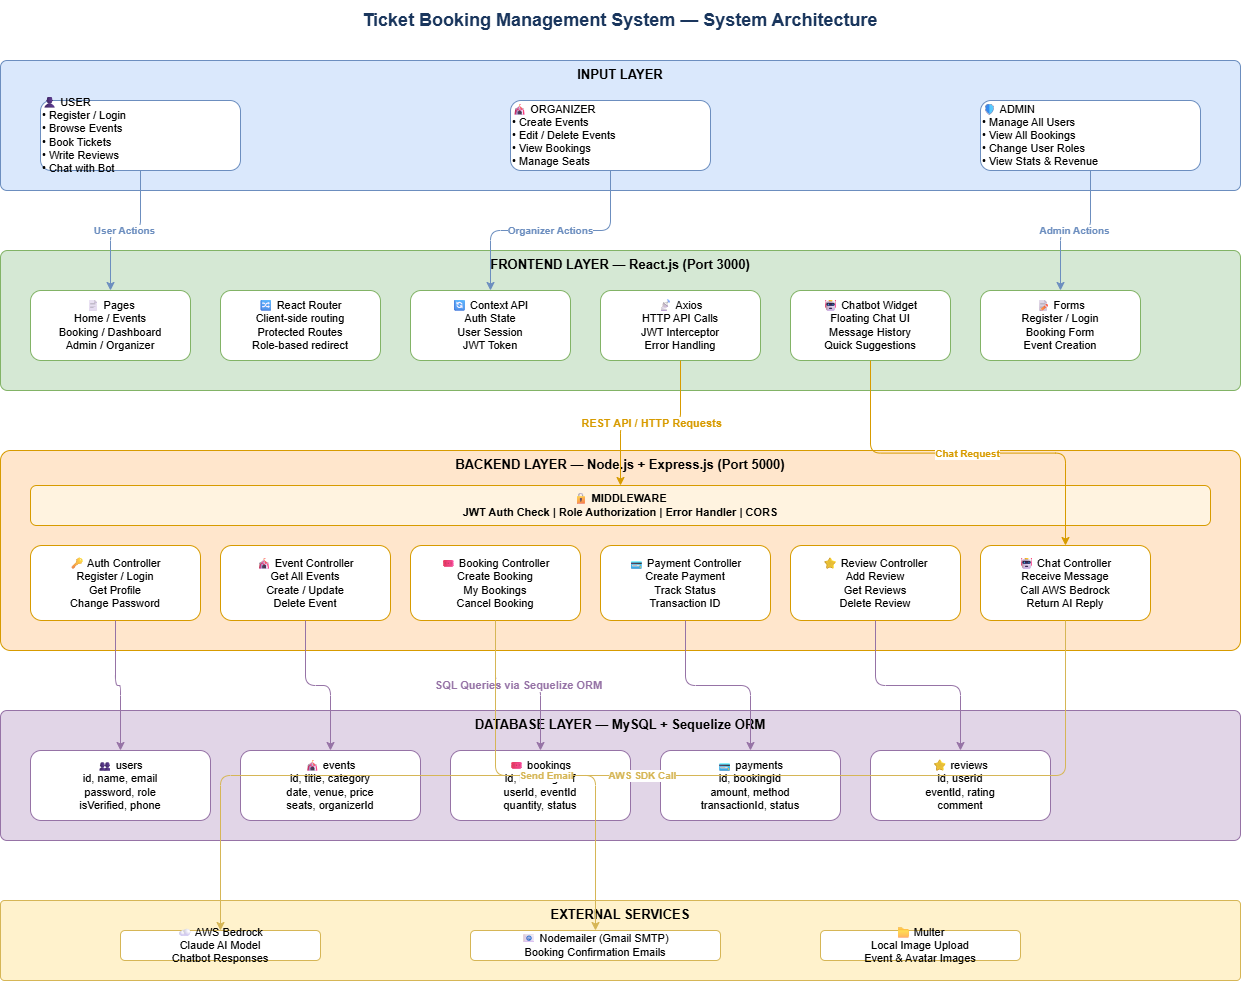 Ticket Booking Management System — System Architecture
INPUT LAYER
USER
• Register / Login
• Browse Events
• Book Tickets
• Write Reviews
• Chat with Bot
ORGANIZER
• Create Events
• Edit / Delete Events
• View Bookings
• Manage Seats
ADMIN
• Manage All Users
• View All Bookings
• Change User Roles
• View Stats & Revenue
User Actions
Organizer Actions
Admin Actions
FRONTEND LAYER — React.js (Port 3000)
Pages
Home / Events
Booking / Dashboard
Admin / Organizer
React Router
Client-side routing
Protected Routes
Role-based redirect
Context API
Auth State
User Session
JWT Token
Axios
HTTP API Calls
JWT Interceptor
Error Handling
Chatbot Widget
Floating Chat UI
Message History
Quick Suggestions
Forms
Register / Login
Booking Form
Event Creation
REST API / HTTP Requests
Chat Request
BACKEND LAYER — Node.js + Express.js (Port 5000)
MIDDLEWARE
JWT Auth Check | Role Authorization | Error Handler | CORS
Auth Controller
Register / Login
Get Profile
Change Password
Event Controller
Get All Events
Create / Update
Delete Event
Booking Controller
Create Booking
My Bookings
Cancel Booking
Payment Controller
Create Payment
Track Status
Transaction ID
Review Controller
Add Review
Get Reviews
Delete Review
Chat Controller
Receive Message
Call AWS Bedrock
Return AI Reply
SQL Queries via Sequelize ORM
DATABASE LAYER — MySQL + Sequelize ORM
users
id, name, email
password, role
isVerified, phone
events
id, title, category
date, venue, price
seats, organizerId
bookings
id,
userId, eventId
quantity, status
payments
id, bookingId
amount, method
transactionId, status
reviews
id, userId
eventId, rating
comment
Send Email
AWS SDK Call
EXTERNAL SERVICES
AWS Bedrock
Claude AI Model
Chatbot Responses
Nodemailer (Gmail SMTP)
Booking Confirmation Emails
Multer
Local Image Upload
Event & Avatar Images